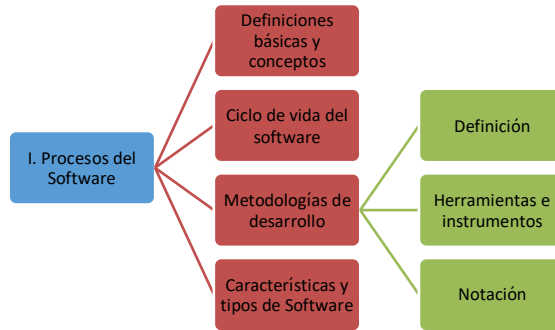 Definiciones
básicas y
conceptos
Ciclo de vida del
software
I. Procesos del
Software
Metodologías de
desarrollo
Características y
tipos de Software
Definición
Herramientas e
instrumentos
Notación